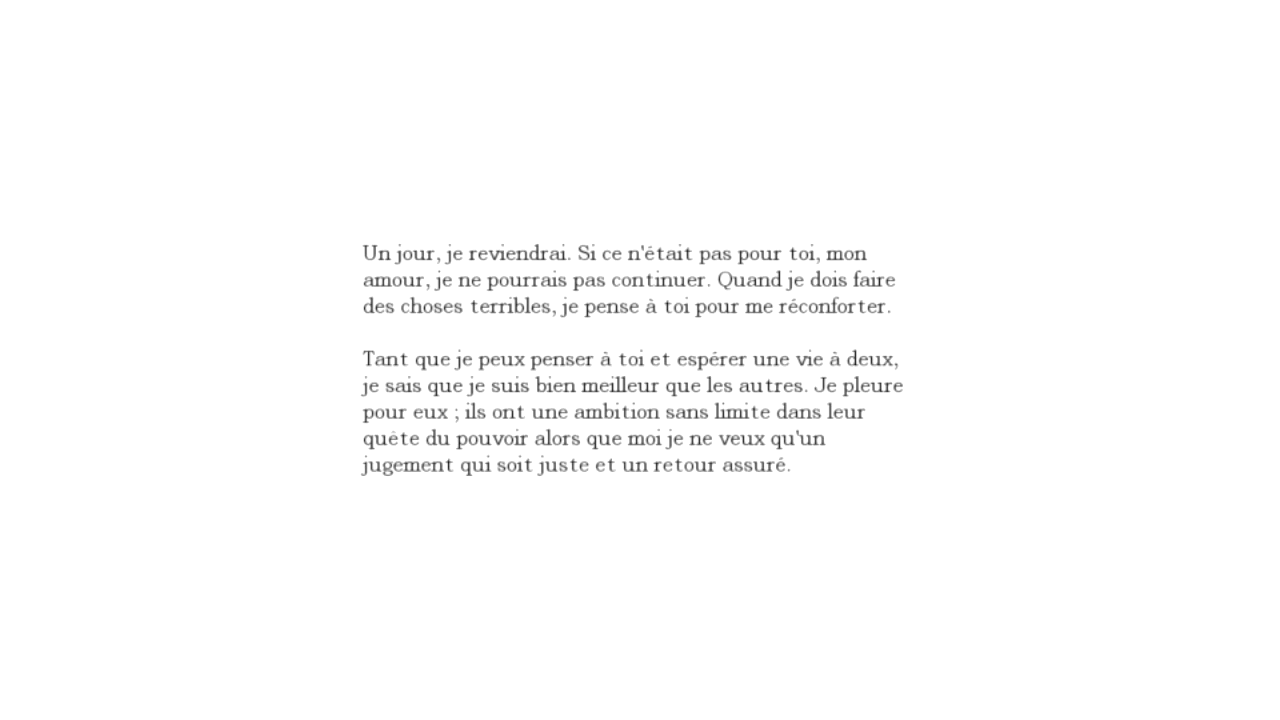 Un jour, je reviendrai. Si ce n'était pas pour toi, mon
amour, je ne pourrais pas continuer. Quand je dois faire
des choses terribles, je pense à toi pour me réconforter.

Tant que je peux penser à toi et espérer une vie à deux,
je sais que je suis bien meilleur que les autres. Je pleure
pour eux ; ils ont une ambition sans limite dans leur
quête du pouvoir alors que moi je ne veux qu'un
jugement qui soit juste et un retour assuré.